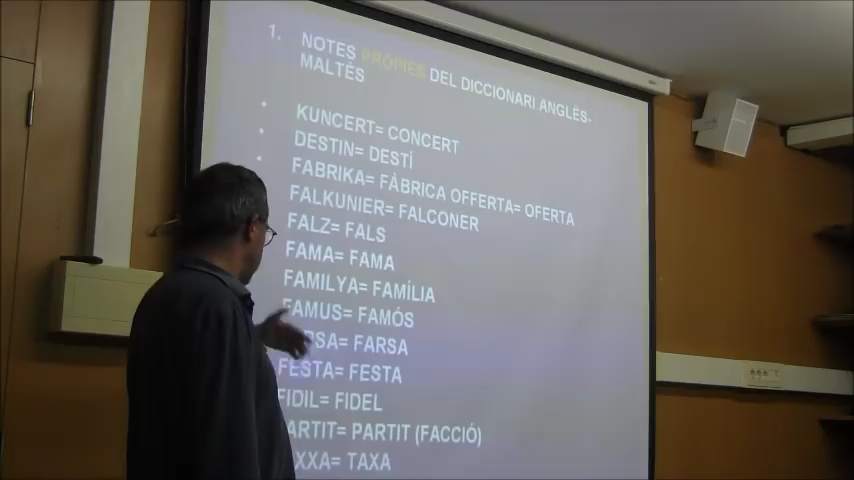 1. NOTES PRÒPIES DEL DICCIONARI ANGLÈS-
MALTÈS
• KUNCERT= CONCERT
• DESTIN= DESTÍ
• FABRIKA= FÀBRICA OFFERTA= OFERTA
FALKUNIER= FALCONER
FALZ= FALS
FAMA= FAMA
FAMILYA= FAMÍLIA
FAMUS= FAMÓS
FARSA
FESTA= FESTA
FIDIL= FIDEL
PARTIT (FACCIÓ)
TAXA